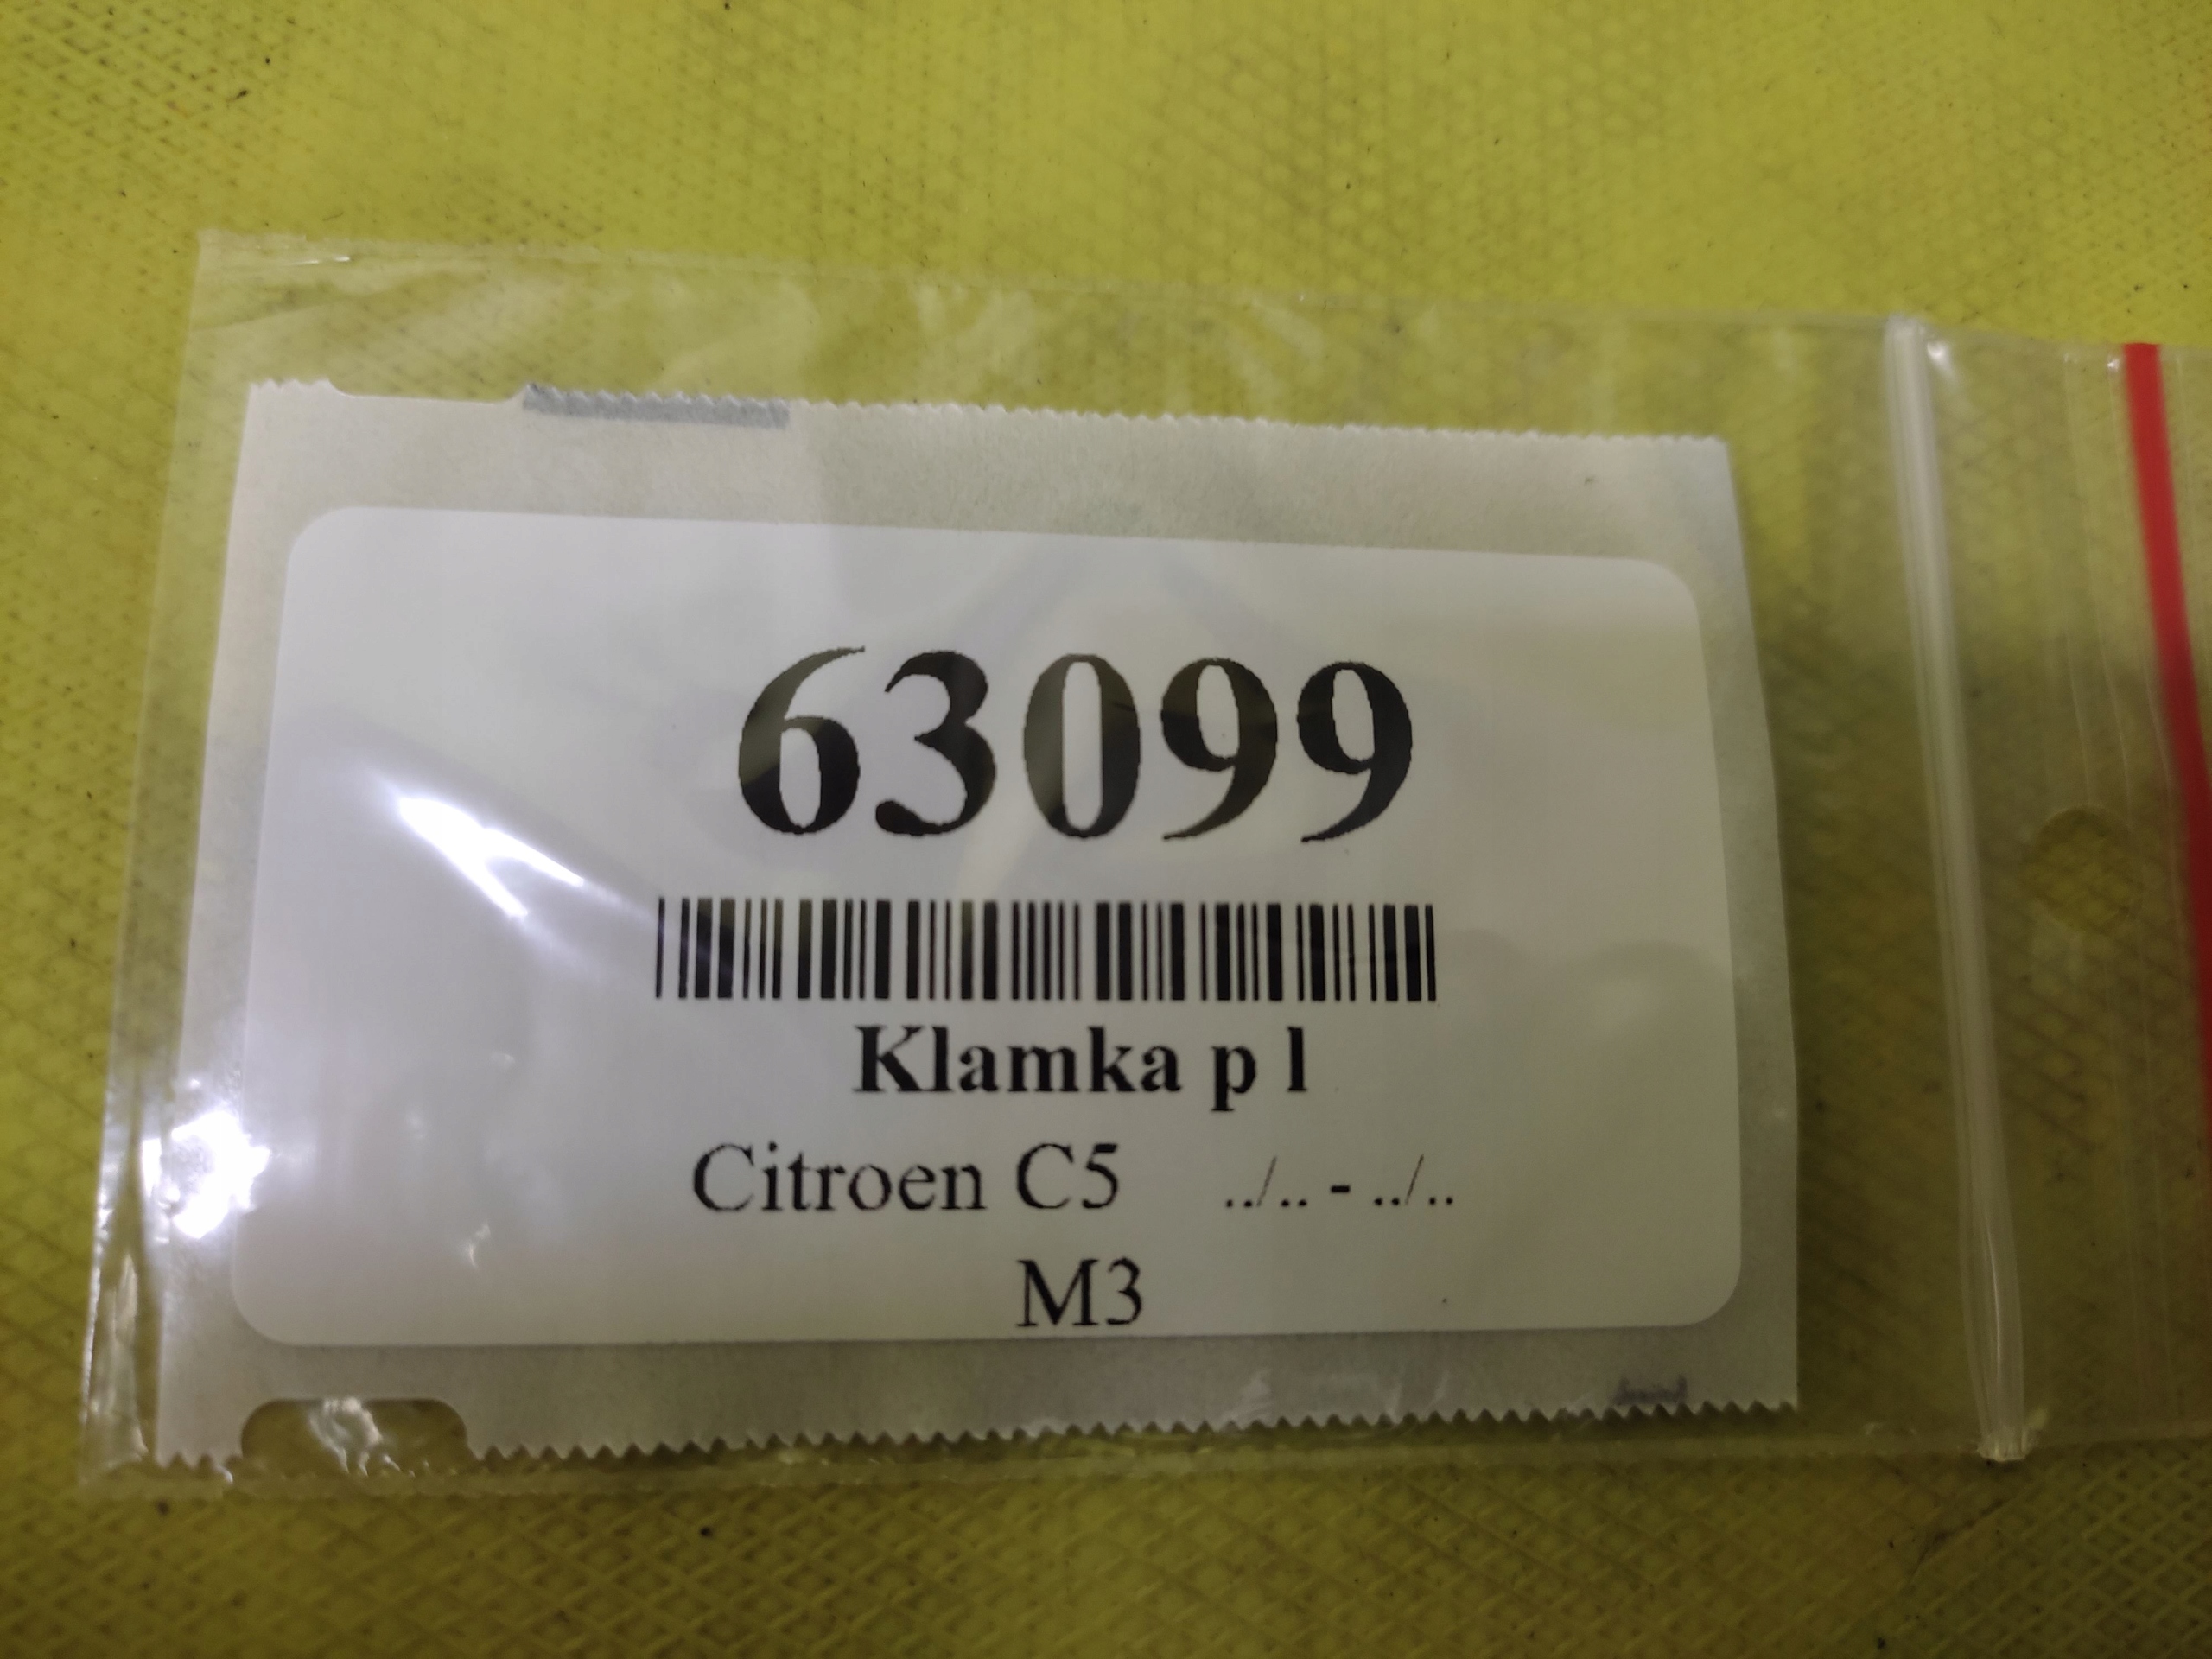 63099
Klamka p l
Citroen C5 ../.. - ../..
M3